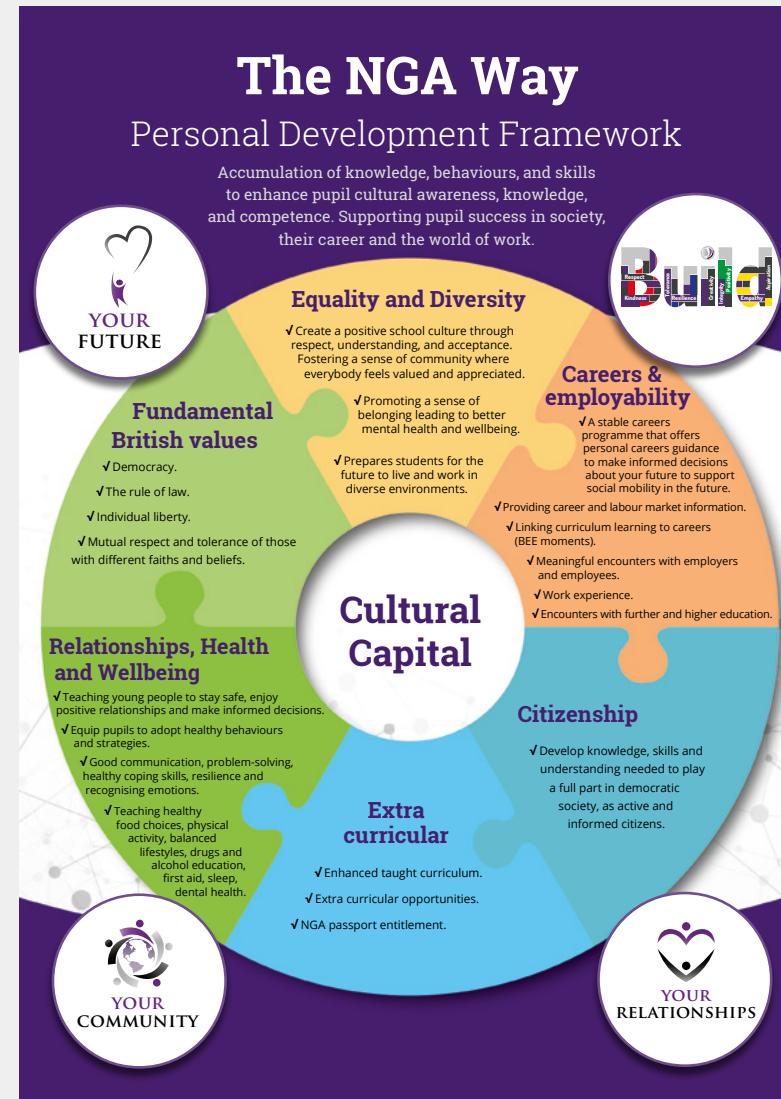 The NGA Way
Personal Development Framework
Accumulation of knowledge, behaviours, and skills
to enhance pupil cultural awareness, knowledge,
and competence. Supporting pupil success in society,
their career and the world of work.
YOUR
FUTURE
Build
Respect
Kindness
Tolerance
Resilience
Creativity
Integrity
Positivity
Empathy
Aspiration
Equality and Diversity
√ Create a positive school culture through
respect, understanding, and acceptance.
Fostering a sense of community where
everybody feels valued and appreciated.
√ Promoting a sense of
belonging leading to better
mental health and wellbeing.
√ Prepares students for the
future to live and work in
diverse environments.
Careers &
employability
√ A stable careers
programme that offers
personal careers guidance
to make informed decisions
about your future to support
social mobility in the future.
√ Providing career and labour market information.
√ Linking curriculum learning to careers
(BEE moments).
√ Meaningful encounters with employers
and employees.
√ Work experience.
√ Encounters with further and higher education.
Fundamental
British values
√ Democracy.
√ The rule of law.
√ Individual liberty.
√ Mutual respect and tolerance of those
with different faiths and beliefs.
Cultural
Capital
Relationships, Health
and Wellbeing
√ Teaching young people to stay safe, enjoy
positive relationships and make informed decisions.
√ Equip pupils to adopt healthy behaviours
and strategies.
√ Good communication, problem-solving,
healthy coping skills, resilience and
recognising emotions.
√ Teaching healthy
food choices, physical
activity, balanced
lifestyles, drugs and
alcohol education,
first aid, sleep,
dental health.
Citizenship
√ Develop knowledge, skills and
understanding needed to play
a full part in democratic
society, as active and
informed citizens.
Extra
curricular
√ Enhanced taught curriculum.
√ Extra curricular opportunities.
√ NGA passport entitlement.
YOUR
COMMUNITY
YOUR
RELATIONSHIPS